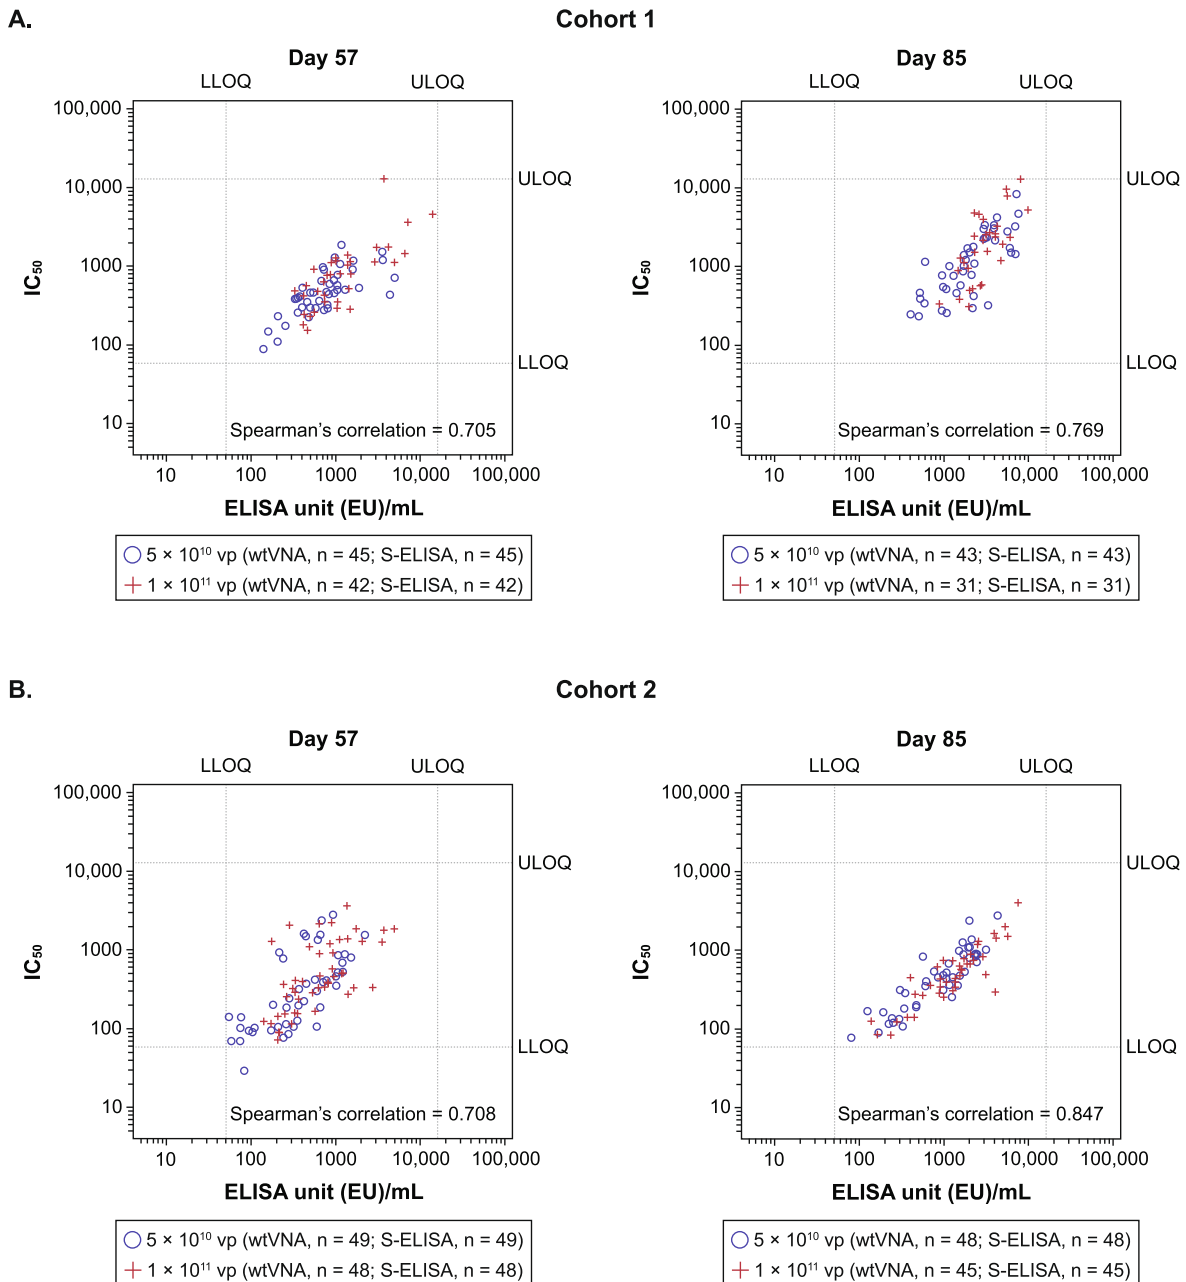 A.
Cohort 1
Day 57
LLOQ
ULOQ
100,000
10,000
1000
100
10
IC50
ULOQ
LLOQ
Spearman's correlation = 0.705
10 100 1000 10,000 100,000
ELISA unit (EU)/mL
5 × 10¹⁰ vp (wtVNA, n = 45; S-ELISA, n = 45)
1 × 10¹¹ vp (wtVNA, n = 42; S-ELISA, n = 42)
Day 85
LLOQ
ULOQ
100,000
10,000
1000
100
10
IC50
ULOQ
LLOQ
Spearman's correlation = 0.769
10 100 1000 10,000 100,000
ELISA unit (EU)/mL
5 × 10¹⁰ vp (wtVNA, n = 43; S-ELISA, n = 43)
1 × 10¹¹ vp (wtVNA, n = 31; S-ELISA, n = 31)
B.
Cohort 2
Day 57
LLOQ
ULOQ
100,000
10,000
1000
100
10
IC50
ULOQ
LLOQ
Spearman's correlation = 0.708
10 100 1000 10,000 100,000
ELISA unit (EU)/mL
5 × 10¹⁰ vp (wtVNA, n = 49; S-ELISA, n = 49)
1 × 10¹¹ vp (wtVNA, n = 48; S-ELISA, n = 48)
Day 85
LLOQ
ULOQ
100,000
10,000
1000
100
10
IC50
ULOQ
LLOQ
Spearman's correlation = 0.847
10 100 1000 10,000 100,000
ELISA unit (EU)/mL
5 × 10¹⁰ vp (wtVNA, n = 48; S-ELISA, n = 48)
1 × 10¹¹ vp (wtVNA, n = 45; S-ELISA, n = 45)